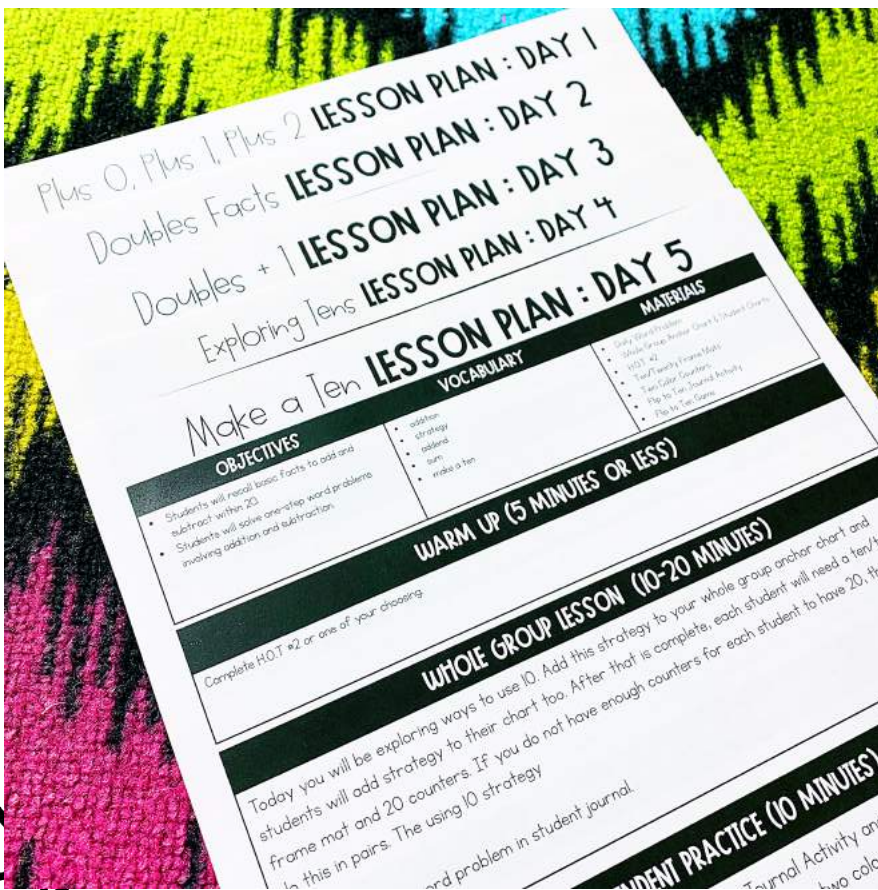 Plus 0, Plus 1, Plus 2 LESSON PLAN : DAY 1
Doubles Facts LESSON PLAN : DAY 2
Doubles + 1 LESSON PLAN : DAY 3
Exploring Tens LESSON PLAN : DAY 4
Make a Ten LESSON PLAN : DAY 5
OBJECTIVES
• Students will recall basic facts to add and
subtract within 20.
• Students will solve one-step word problems
involving addition and subtraction.
VOCABULARY
• addition
• strategy
• addend
• sum
• make a ten
MATERIALS
• Daily Word Problem
• Whole Group Anchor Chart & Student Charts
• H.O.T #2
• Ten/Twenty Frame Mats
• Two Color Counters
• Flip to Ten Journal Activity
• Flip to Ten Game
WARM UP (5 MINUTES OR LESS)
Complete H.O.T #2 or one of your choosing.
WHOLE GROUP LESSON (10-20 MINUTES)
Today you will be exploring ways to use 10. Add this strategy to your whole group anchor chart and
students will add strategy to their chart too. After that is complete, each student will need a ten/
frame mat and 20 counters. If you do not have enough counters for each student to have 20,
this in pairs. The using 10 strategy
problem in student journal.
PRACTICE (10 MINUTES)
Journal Activity
two